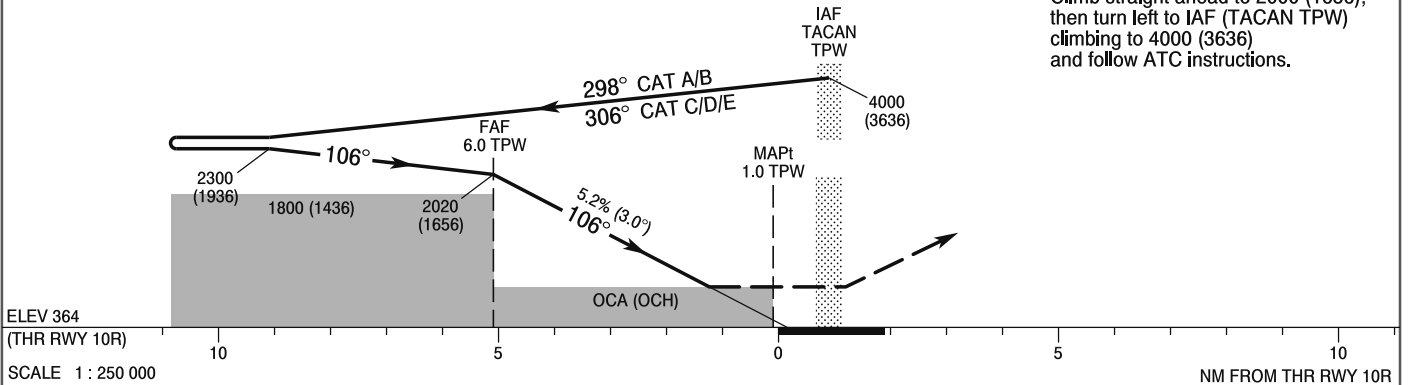 Climb straight ahead to 2000 (1636),
then turn left to IAF (TACAN TPW)
climbing to 4000 (3636)
and follow ATC instructions.
IAF
TACAN
TPW
298° CAT A/B
306° CAT C/D/E
4000
(3636)
FAF
6.0 TPW
MAPt
1.0 TPW
106°
2300
(1936)
1800 (1436)
2020
(1656)
5.2% (3.0°)
106°
OCA (OCH)
ELEV 364
(THR RWY 10R)
10
5
0
5
10
SCALE 1 : 250 000
NM FROM THR RWY 10R